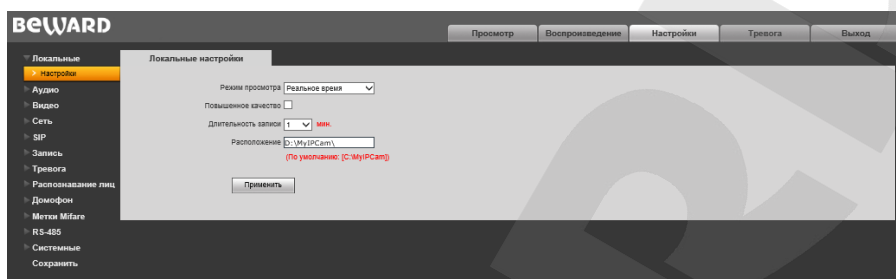 BEWARD
Просмотр Воспроизведение Настройки Тревога Выход
Локальные
Настройки
Аудио
Видео
Сеть
SIP
Запись
Тревога
Распознавание лиц
Домофон
Метки Mifare
RS-485
Системные
Сохранить
Локальные настройки
Режим просмотра Реальное время
Повышенное качество
Длительность записи 1 мин.
Расположение D:\MyIPCam\
(По умолчанию: [C:\MyIPCam])
Применить